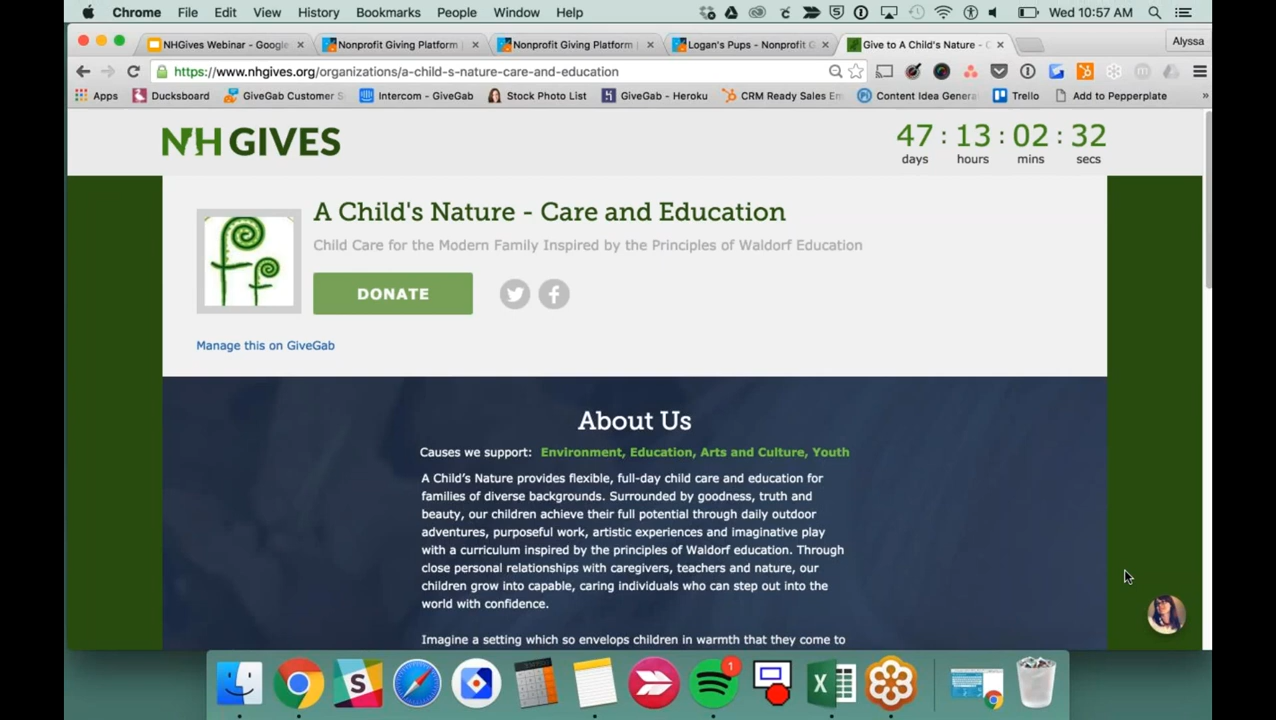 Chrome File Edit View History Bookmarks People Window Help Wed 10:57 AM
NHGives Webinar - Google Nonprofit Giving Platform | Nonprofit Giving Platform | Logan's Pups - Nonprofit G Give to A Child's Nature - C Alyssa
https://www.nhgives.org/organizations/a-child-s-nature-care-and-education
Apps Ducksboard GiveGab Customer S Intercom - GiveGab Stock Photo List GiveGab - Heroku CRM Ready Sales Em Content Idea Genera Trello Add to Pepperplate »
NH GIVES
47 : 13 : 02 : 32
days hours mins secs
A Child's Nature - Care and Education
Child Care for the Modern Family Inspired by the Principles of Waldorf Education
DONATE
Manage this on GiveGab
About Us
Causes we support: Environment, Education, Arts and Culture, Youth
A Child's Nature provides flexible, full-day child care and education for
families of diverse backgrounds. Surrounded by goodness, truth and
beauty, our children achieve their full potential through daily outdoor
adventures, purposeful work, artistic experiences and imaginative play
with a curriculum inspired by the principles of Waldorf education. Through
close personal relationships with caregivers, teachers and nature, our
children grow into capable, caring individuals who can step out into the
world with confidence.
Imagine a setting which so envelops children in warmth that they come to
1